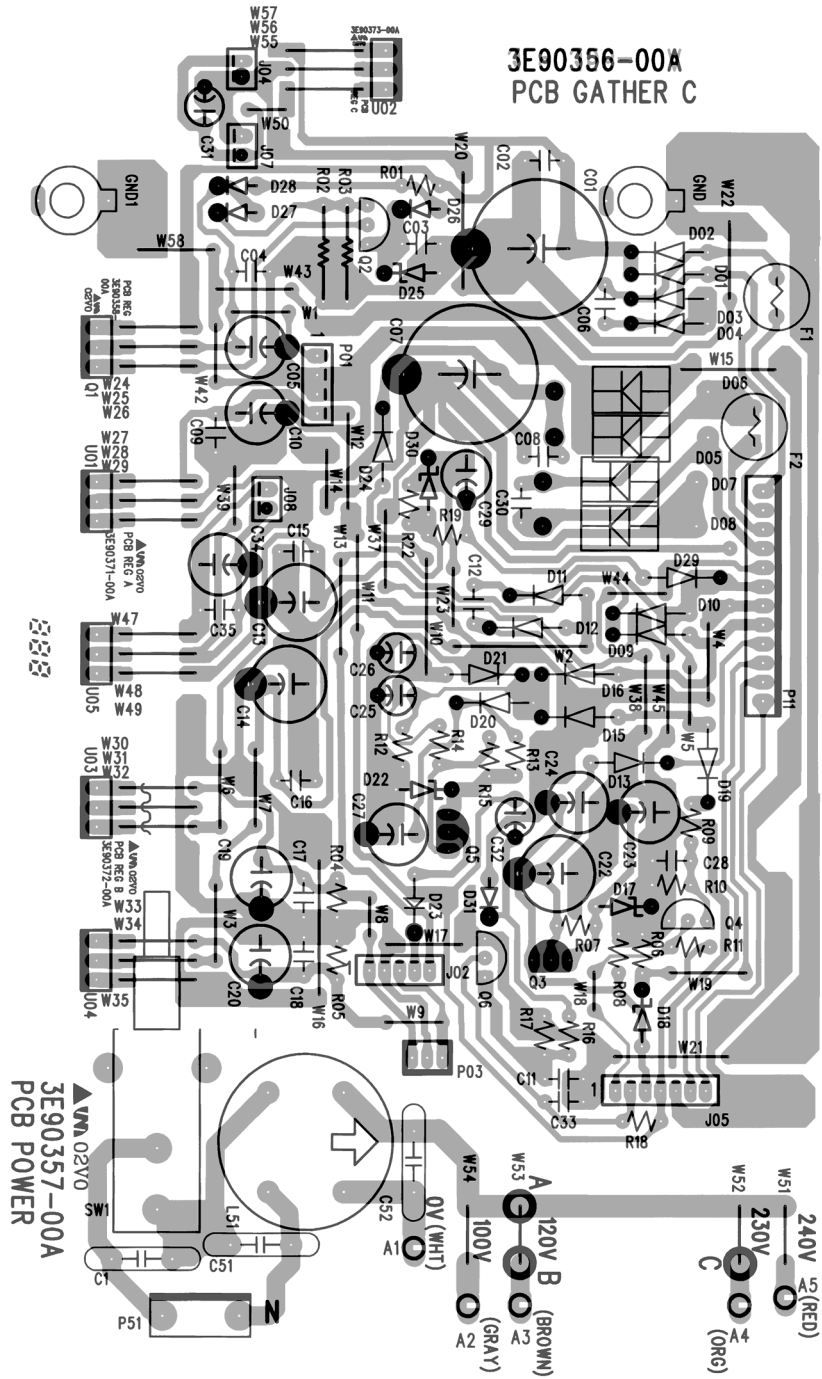 W57
W56
W55
3E90373-00A
PCB
REG C
U02
J04
3E90356-00A
PCB GATHER C
W50
C31
J07
W20
C02
C01
GND
W22
GND1
D28
D27
R02
R03
R01
D26
C03
Q2
D25
D02
D01
D03
D04
W58
C04
W43
W1
C06
F1
PCB REG
3E90358-
00A
02V0
Q1
W24
W25
W26
W42
C05
1
P01
C07
W15
D06
C09
C10
W12
D24
D30
C08
D05
F2
W27
W28
W29
U01
W39
J08
W14
C29
C30
D07
D08
R19
R22
PCB REG A
3E90371-00A
02V0
C34
C15
W13
W37
W11
C12
W23
D11
W44
D29
C35
C13
W10
D12
D09
D10
W4
888
W47
U05
W48
W49
C14
C26
C25
D21
W2
D16
W38
W45
P11
D20
D15
W5
R12
R14
R15
R13
W30
W31
W32
U03
W6
W7
C16
D22
C24
D13
D19
C27
Q5
C32
C23
R09
PCB REG B
3E90372-00A
02V0
C19
C17
R04
C22
C28
R10
W33
W34
W3
W8
D23
D31
D17
Q4
R07
R11
W17
J02
Q6
Q3
R06
R08
W35
U04
C20
C18
R05
W16
W18
W19
D18
W9
P03
R17
R16
W21
C11
C33
1
J05
R18
3E90357-00A
PCB POWER
02V0
SW1
L51
C52
W54
W53
A
W52
W51
0V (WHT)
100V
120V
B
230V
C
240V
C1
C51
A1
A5
(RED)
P51
N
A2
(GRAY)
A3
(BROWN)
A4
(ORG)